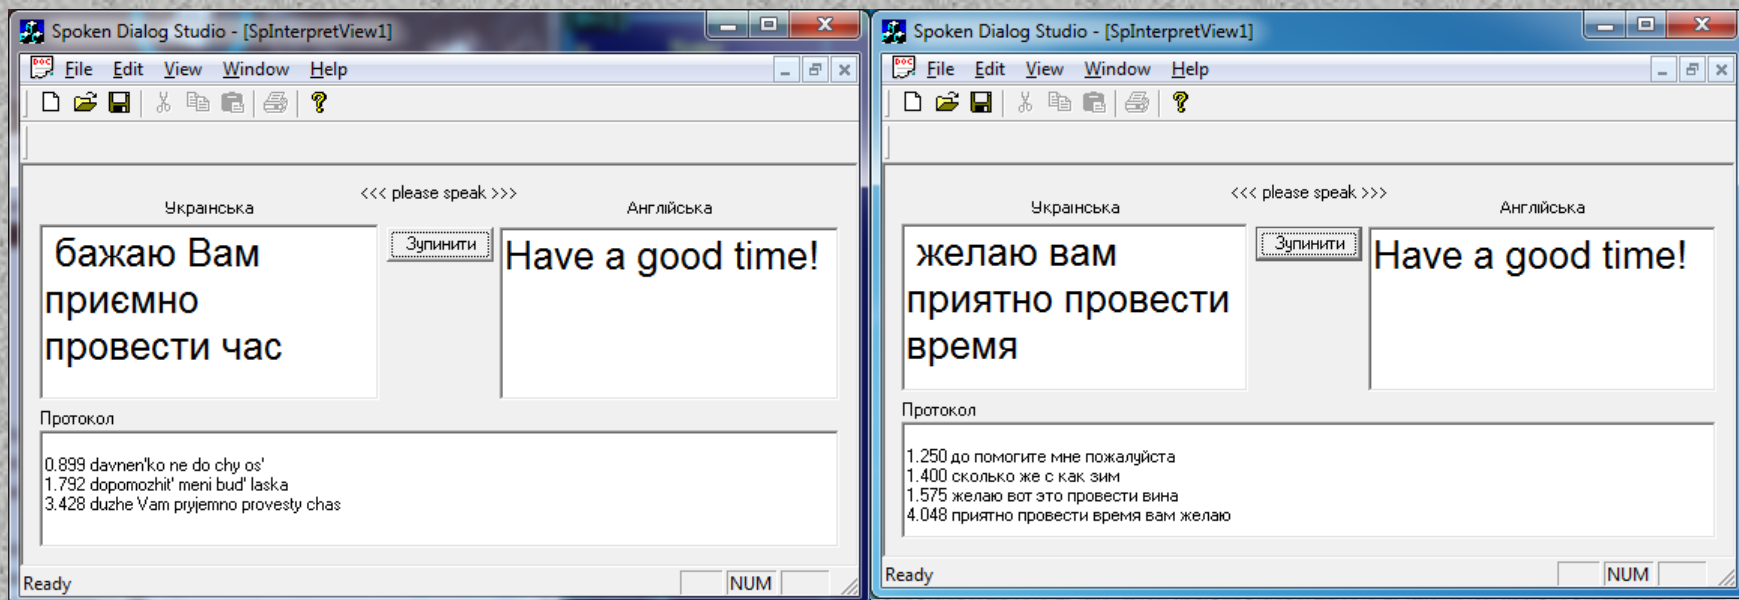 Spoken Dialog Studio - [SpInterpretView1]
File Edit View Window Help
<<< please speak >>>
Українська
Англійська
бажаю Вам
приємно
провести час
Зупинити
Have a good time!
Протокол
0.899 davnen'ko ne do chy os'
1.792 dopomozhit' meni bud' laska
3.428 duzhe Vam pryjemno provesty chas
Ready
NUM
Spoken Dialog Studio - [SpInterpretView1]
File Edit View Window Help
<<< please speak >>>
Українська
Англійська
желаю вам
приятно провести
время
Зупинити
Have a good time!
Протокол
1.250 до помогите мне пожалуйста
1.400 сколько же с как зим
1.575 желаю вот это провести вина
4.048 приятно провести время вам желаю
Ready
NUM